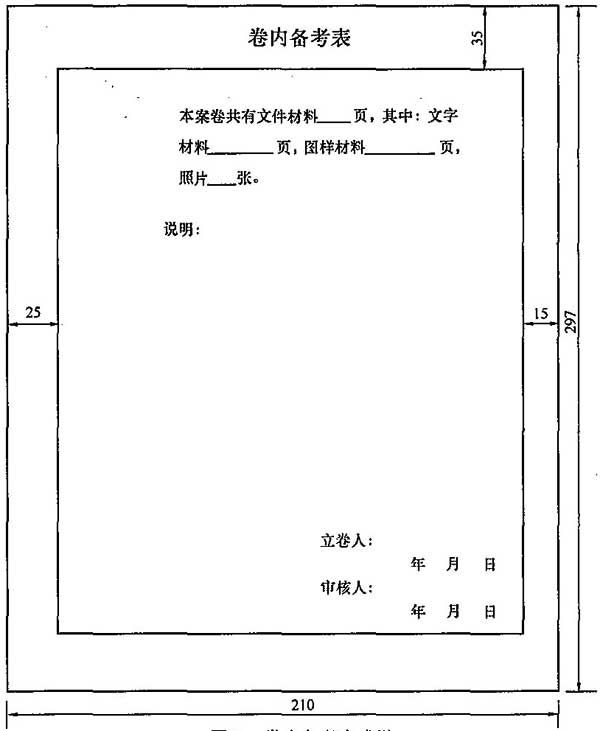 卷内备考表
35
本案卷共有文件材料____页，其中：文字
材料________页，图样材料________页，
照片____张。
说明：
25
15
297
立卷人：
年 月 日
审核人：
年 月 日
210